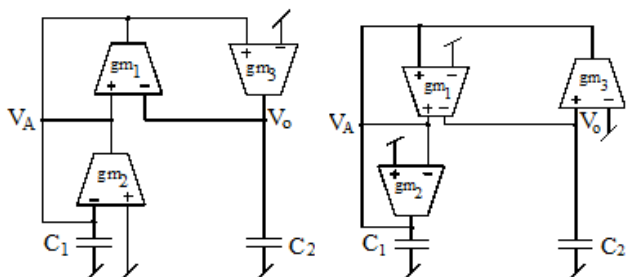 + − gm3
gm1 + −
VA Vo
gm2 − +
C1 C2
+ − gm3
+ − gm1 + −
VA Vo
+ − gm2
C1 C2